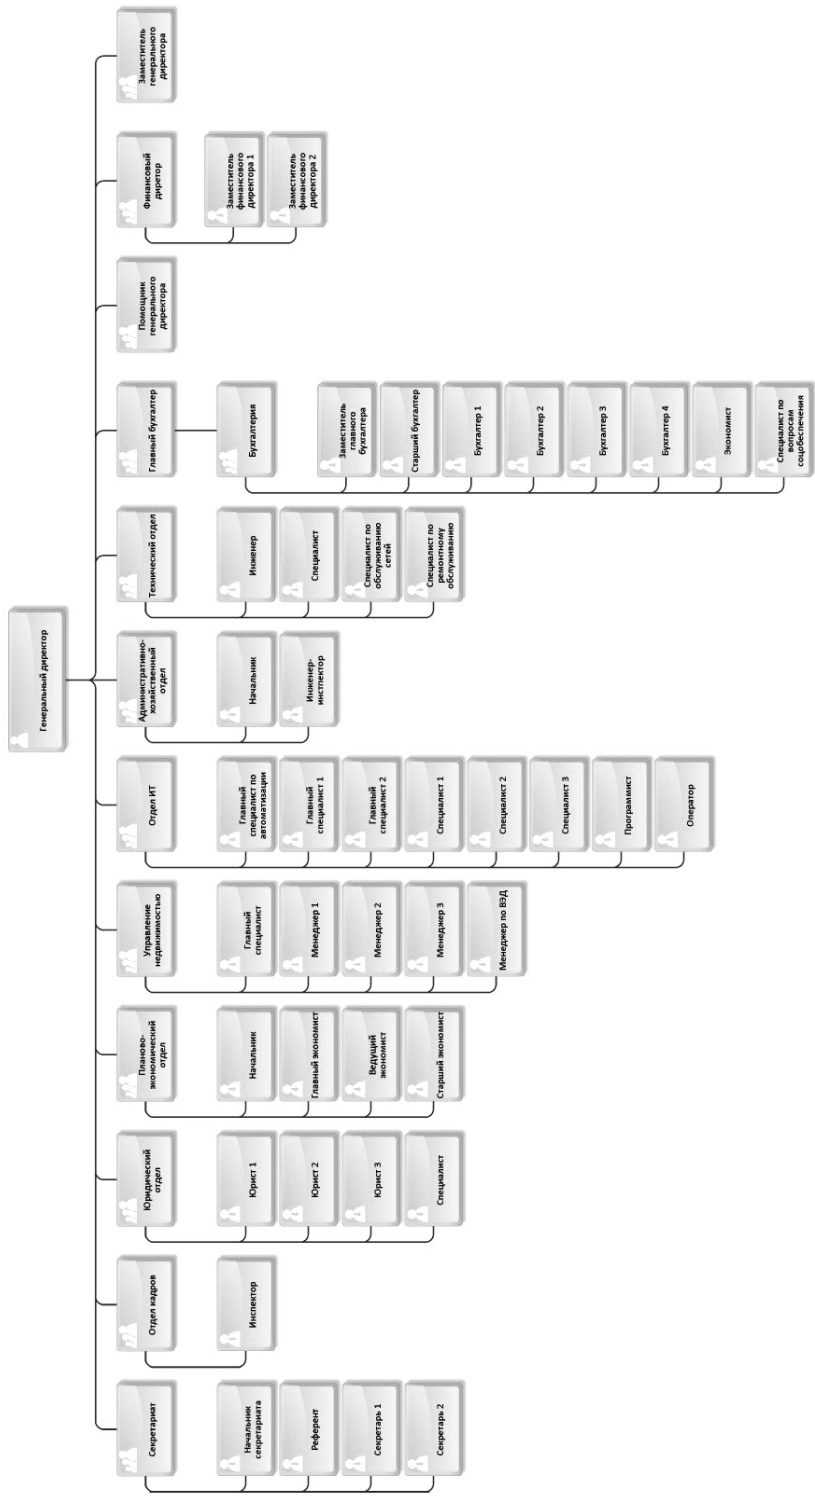 Генеральный директор
Секретариат
Начальник
секретариата
Референт
Секретарь 1
Секретарь 2
Отдел кадров
Инспектор
Юридический
отдел
Юрист 1
Юрист 2
Юрист 3
Специалист
Планово-
экономический
отдел
Начальник
Главный экономист
Ведущий
экономист
Старший экономист
Управление
недвижимостью
Главный
специалист
Менеджер 1
Менеджер 2
Менеджер 3
Менеджер по ВЭД
Отдел ИТ
Главный
специалист по
автоматизации
Главный
специалист 1
Главный
специалист 2
Специалист 1
Специалист 2
Специалист 3
Программист
Оператор
Административно-
хозяйственный
отдел
Начальник
Инженер-
инстпектор
Технический отдел
Инженер
Специалист
Специалист по
обслуживанию
сетей
Специалист по
ремонтному
обслуживанию
Главный бухгалтер
Бухгалтерия
Заместитель
главного
бухгалтера
Старший бухгалтер
Бухгалтер 1
Бухгалтер 2
Бухгалтер 3
Бухгалтер 4
Экономист
Специалист по
вопросам
соцобеспечения
Помощник
генерального
директора
Финансовый
диретор
Заместитель
финансового
директора 1
Заместитель
финансового
директора 2
Заместитель
генерального
директора